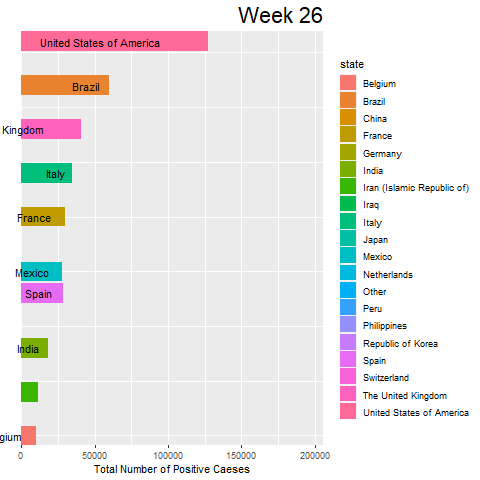 Week 26
United States of America
Brazil
Kingdom
Italy
France
Mexico
Spain
India
gium
0
50000
100000
150000
200000
Total Number of Positive Caeses
state
Belgium
Brazil
China
France
Germany
India
Iran (Islamic Republic of)
Iraq
Italy
Japan
Mexico
Netherlands
Other
Peru
Philippines
Republic of Korea
Spain
Switzerland
The United Kingdom
United States of America